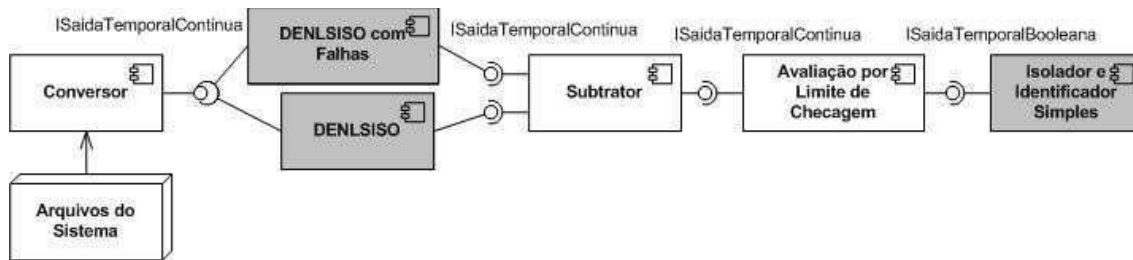 ISaidaTemporalContinua
DENLSISO com
Falhas
ISaidaTemporalContinua
ISaidaTemporalContinua
ISaidaTemporalBooleana
Conversor
DENLSISO
Subtrator
Avaliação por
Limite de
Checagem
Isolador e
Identificador
Simples
Arquivos do
Sistema